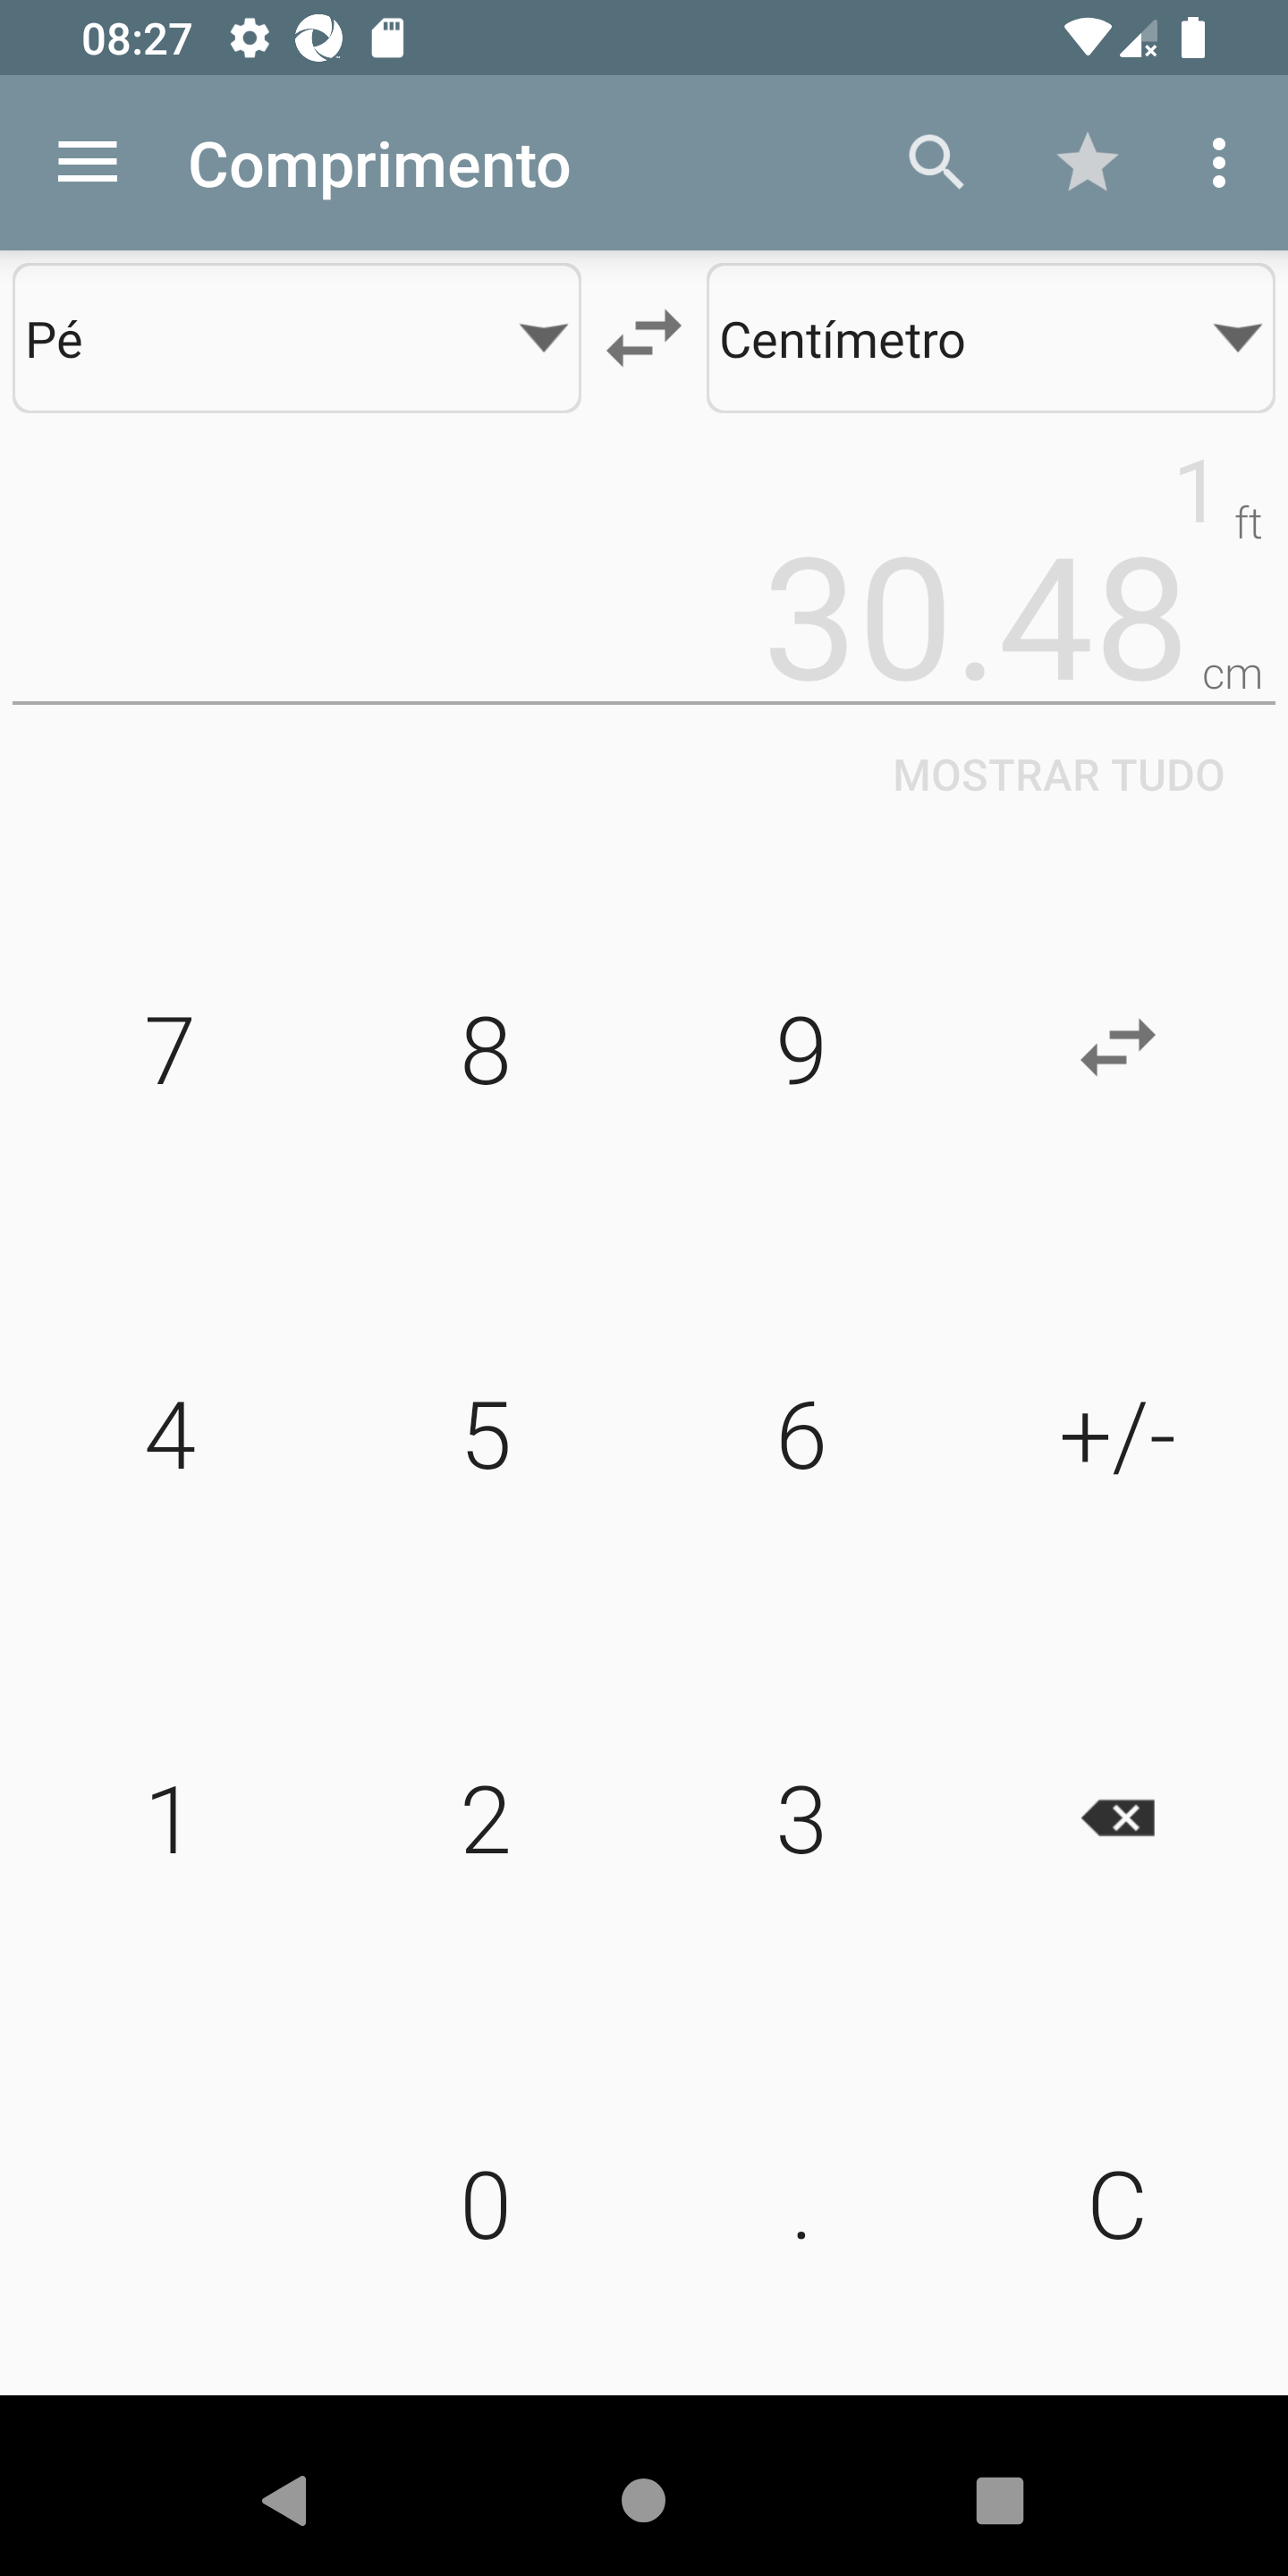 08:27
Comprimento
Pé
Centímetro
1 ft
30.48 cm
MOSTRAR TUDO
7 8 9
4 5 6 +/-
1 2 3
0 . C